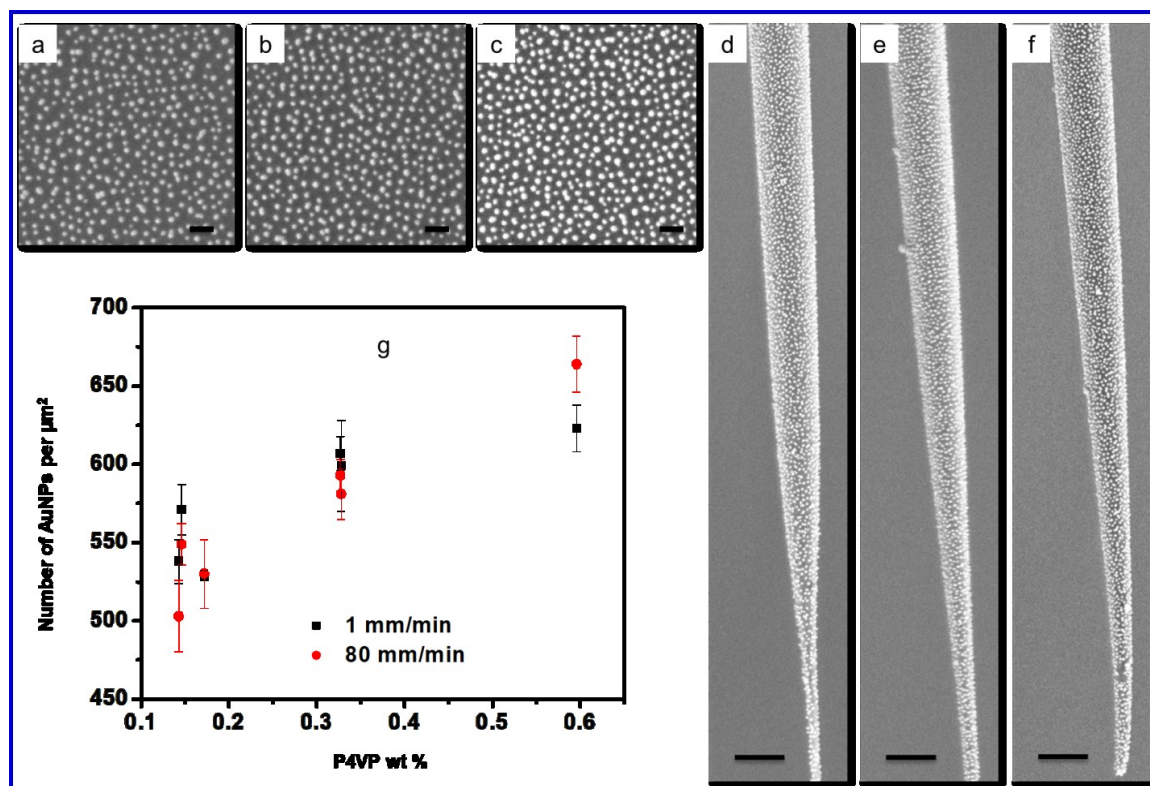 a
b
c
d
e
f
700
650
600
550
500
450
Number of AuNPs per µm²
g
1 mm/min
80 mm/min
0.1 0.2 0.3 0.4 0.5 0.6
P4VP wt %